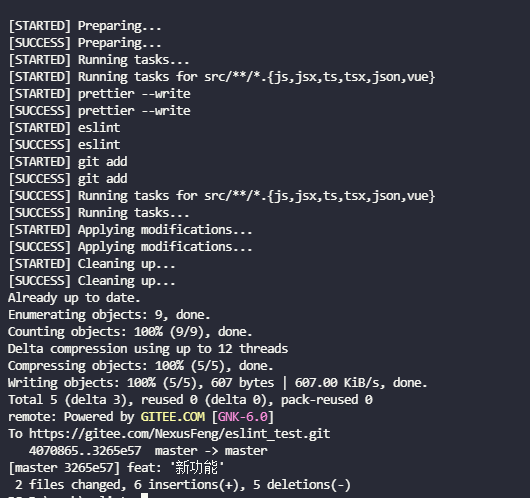 [STARTED] Preparing...
[SUCCESS] Preparing...
[STARTED] Running tasks...
[STARTED] Running tasks for src/**/*.{js,jsx,ts,tsx,json,vue}
[STARTED] prettier --write
[SUCCESS] prettier --write
[STARTED] eslint
[SUCCESS] eslint
[STARTED] git add
[SUCCESS] git add
[SUCCESS] Running tasks for src/**/*.{js,jsx,ts,tsx,json,vue}
[SUCCESS] Running tasks...
[STARTED] Applying modifications...
[SUCCESS] Applying modifications...
[STARTED] Cleaning up...
[SUCCESS] Cleaning up...
Already up to date.
Enumerating objects: 9, done.
Counting objects: 100% (9/9), done.
Delta compression using up to 12 threads
Compressing objects: 100% (5/5), done.
Writing objects: 100% (5/5), 607 bytes | 607.00 KiB/s, done.
Total 5 (delta 3), reused 0 (delta 0), pack-reused 0
remote: Powered by GITEE.COM [GNK-6.0]
To https://gitee.com/NexusFeng/eslint_test.git
   4070865..3265e57  master -> master
[master 3265e57] feat: '新功能'
 2 files changed, 6 insertions(+), 5 deletions(-)